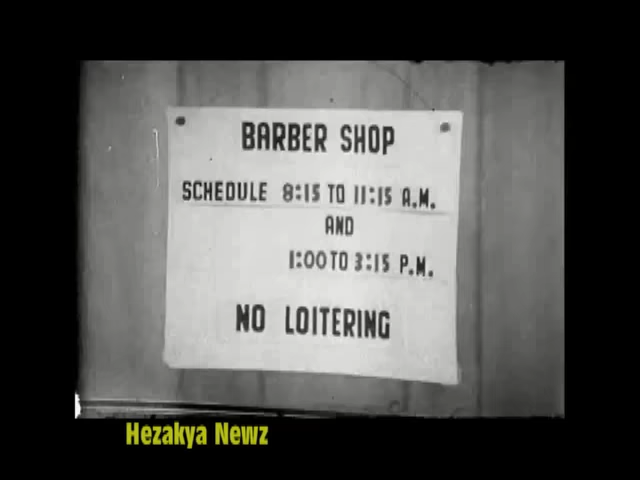 BARBER SHOP
SCHEDULE 8:15 TO 11:15 A.M.
AND
1:00 TO 3:15 P.M.
NO LOITERING
Hezakya Newz